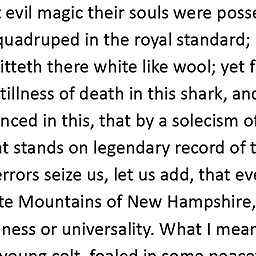 evil magic their souls were posse
quadruped in the royal standard;
itteth there white like wool; yet f
tillness of death in this shark, and
nced in this, that by a solecism of
t stands on legendary record of t
errors seize us, let us add, that eve
te Mountains of New Hampshire,
ness or universality. What I mean
young colt, foaled in some peace